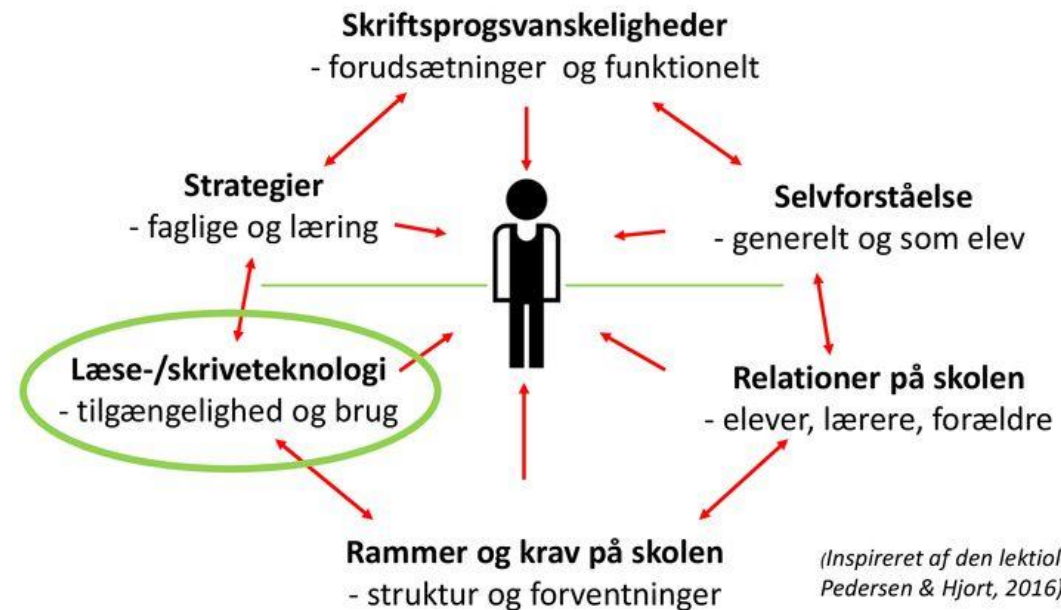 Skriftsprogsvanskeligheder
- forudsætninger og funktionelt
Strategier
- faglige og læring
Selvforståelse
- generelt og som elev
Læse-/skriveteknologi
- tilgængelighed og brug
Relationer på skolen
- elever, lærere, forældre
Rammer og krav på skolen
- struktur og forventninger
(Inspireret af den
Pedersen & Hjort, 2016)